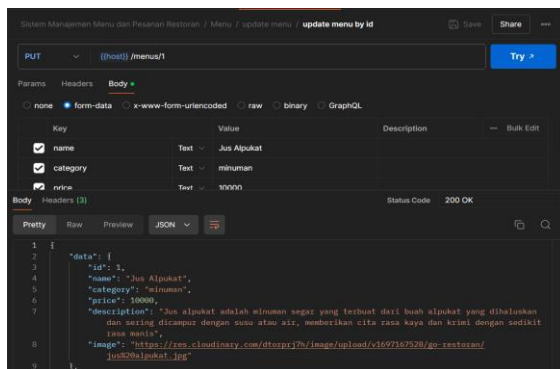 Sistem Manajemen Menu dan Pesanan Restoran / Menu / update menu / update menu by id
Save Share
PUT {{host}} /menus/1 Try
Params Headers Body
none form-data x-www-form-urlencoded raw binary GraphQL
Key Value Description Bulk Edit
name Text Jus Alpukat
category Text minuman
price Text 10000
Body Headers (3) Status Code 200 OK
Pretty Raw Preview JSON
1 {
2 "data": {
3 "id": 1,
4 "name": "Jus Alpukat",
5 "category": "minuman",
6 "price": 10000,
7 "description": "Jus alpukat adalah minuman segar yang terbuat dari buah alpukat yang dihaluskan
dan sering dicampur dengan susu atau air, memberikan cita rasa kaya dan krimi dengan sedikit
rasa manis",
8 "image": "https://res.cloudinary.com/dtorprj7h/image/upload/v1697167528/go-restoran/
jus%20alpukat.jpg"
9 },